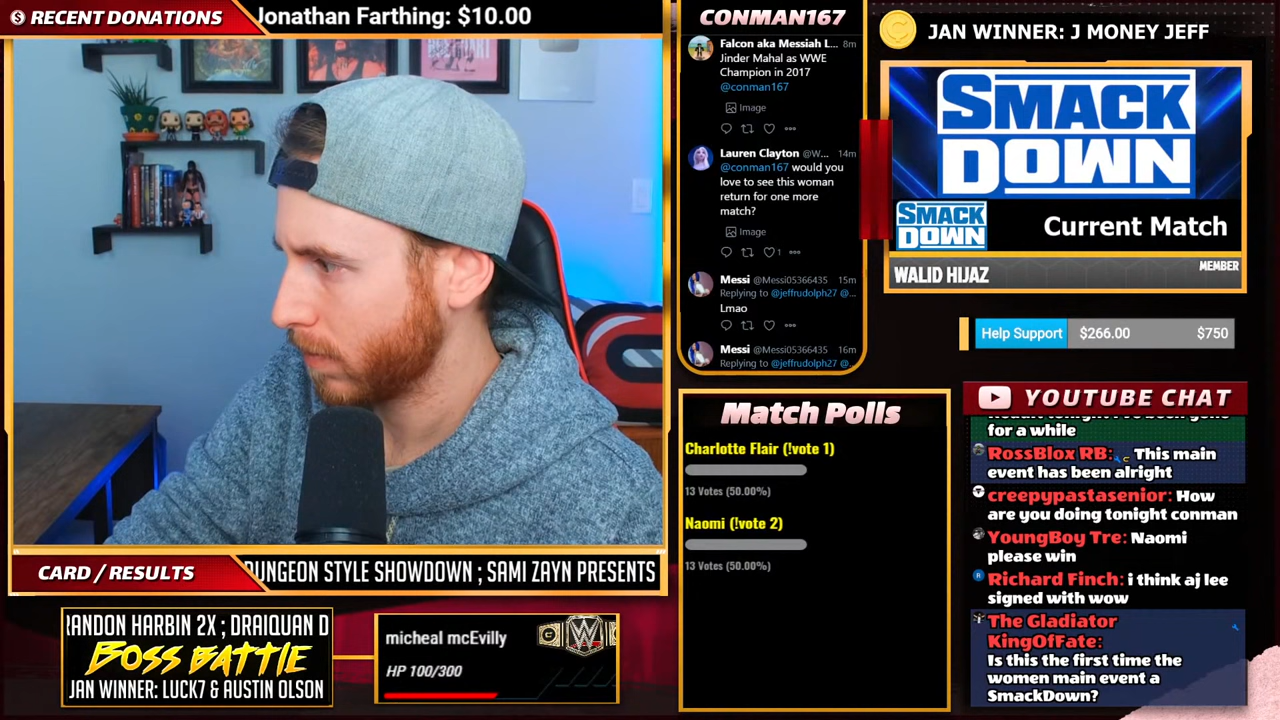 RECENT DONATIONS
Jonathan Farthing: $10.00
CONMAN167
Falcon aka Messiah L... 8m
Jinder Mahal as WWE
Champion in 2017
@conman167
Image
Lauren Clayton @W... 14m
@conman167 would you
love to see this woman
return for one more
match?
Image
1
Messi @Messi05366435 15m
Replying to @jeffrudolph27 @...
Lmao
Messi @Messi05366435 16m
Replying to @jeffrudolph27 @...
JAN WINNER: J MONEY JEFF
SMACK
DOWN
SMACK
DOWN
Current Match
WALID HIJAZ
MEMBER
Help Support $266.00 $750
Match Polls
Charlotte Flair (!vote 1)
13 Votes (50.00%)
Naomi (!vote 2)
13 Votes (50.00%)
YOUTUBE CHAT
for a while
RossBlox RB: This main
event has been alright
creepypastasenior: How
are you doing tonight conman
YoungBoy Tre: Naomi
please win
Richard Finch: i think aj lee
signed with wow
The Gladiator
KingOfFate:
Is this the first time the
women main event a
SmackDown?
CARD / RESULTS
DUNGEON STYLE SHOWDOWN ; SAMI ZAYN PRESENTS
RANDON HARBIN 2X ; DRAIQUAN D
BOSS BATTLE
JAN WINNER: LUCK7 & AUSTIN OLSON
micheal mcEvilly
HP 100/300